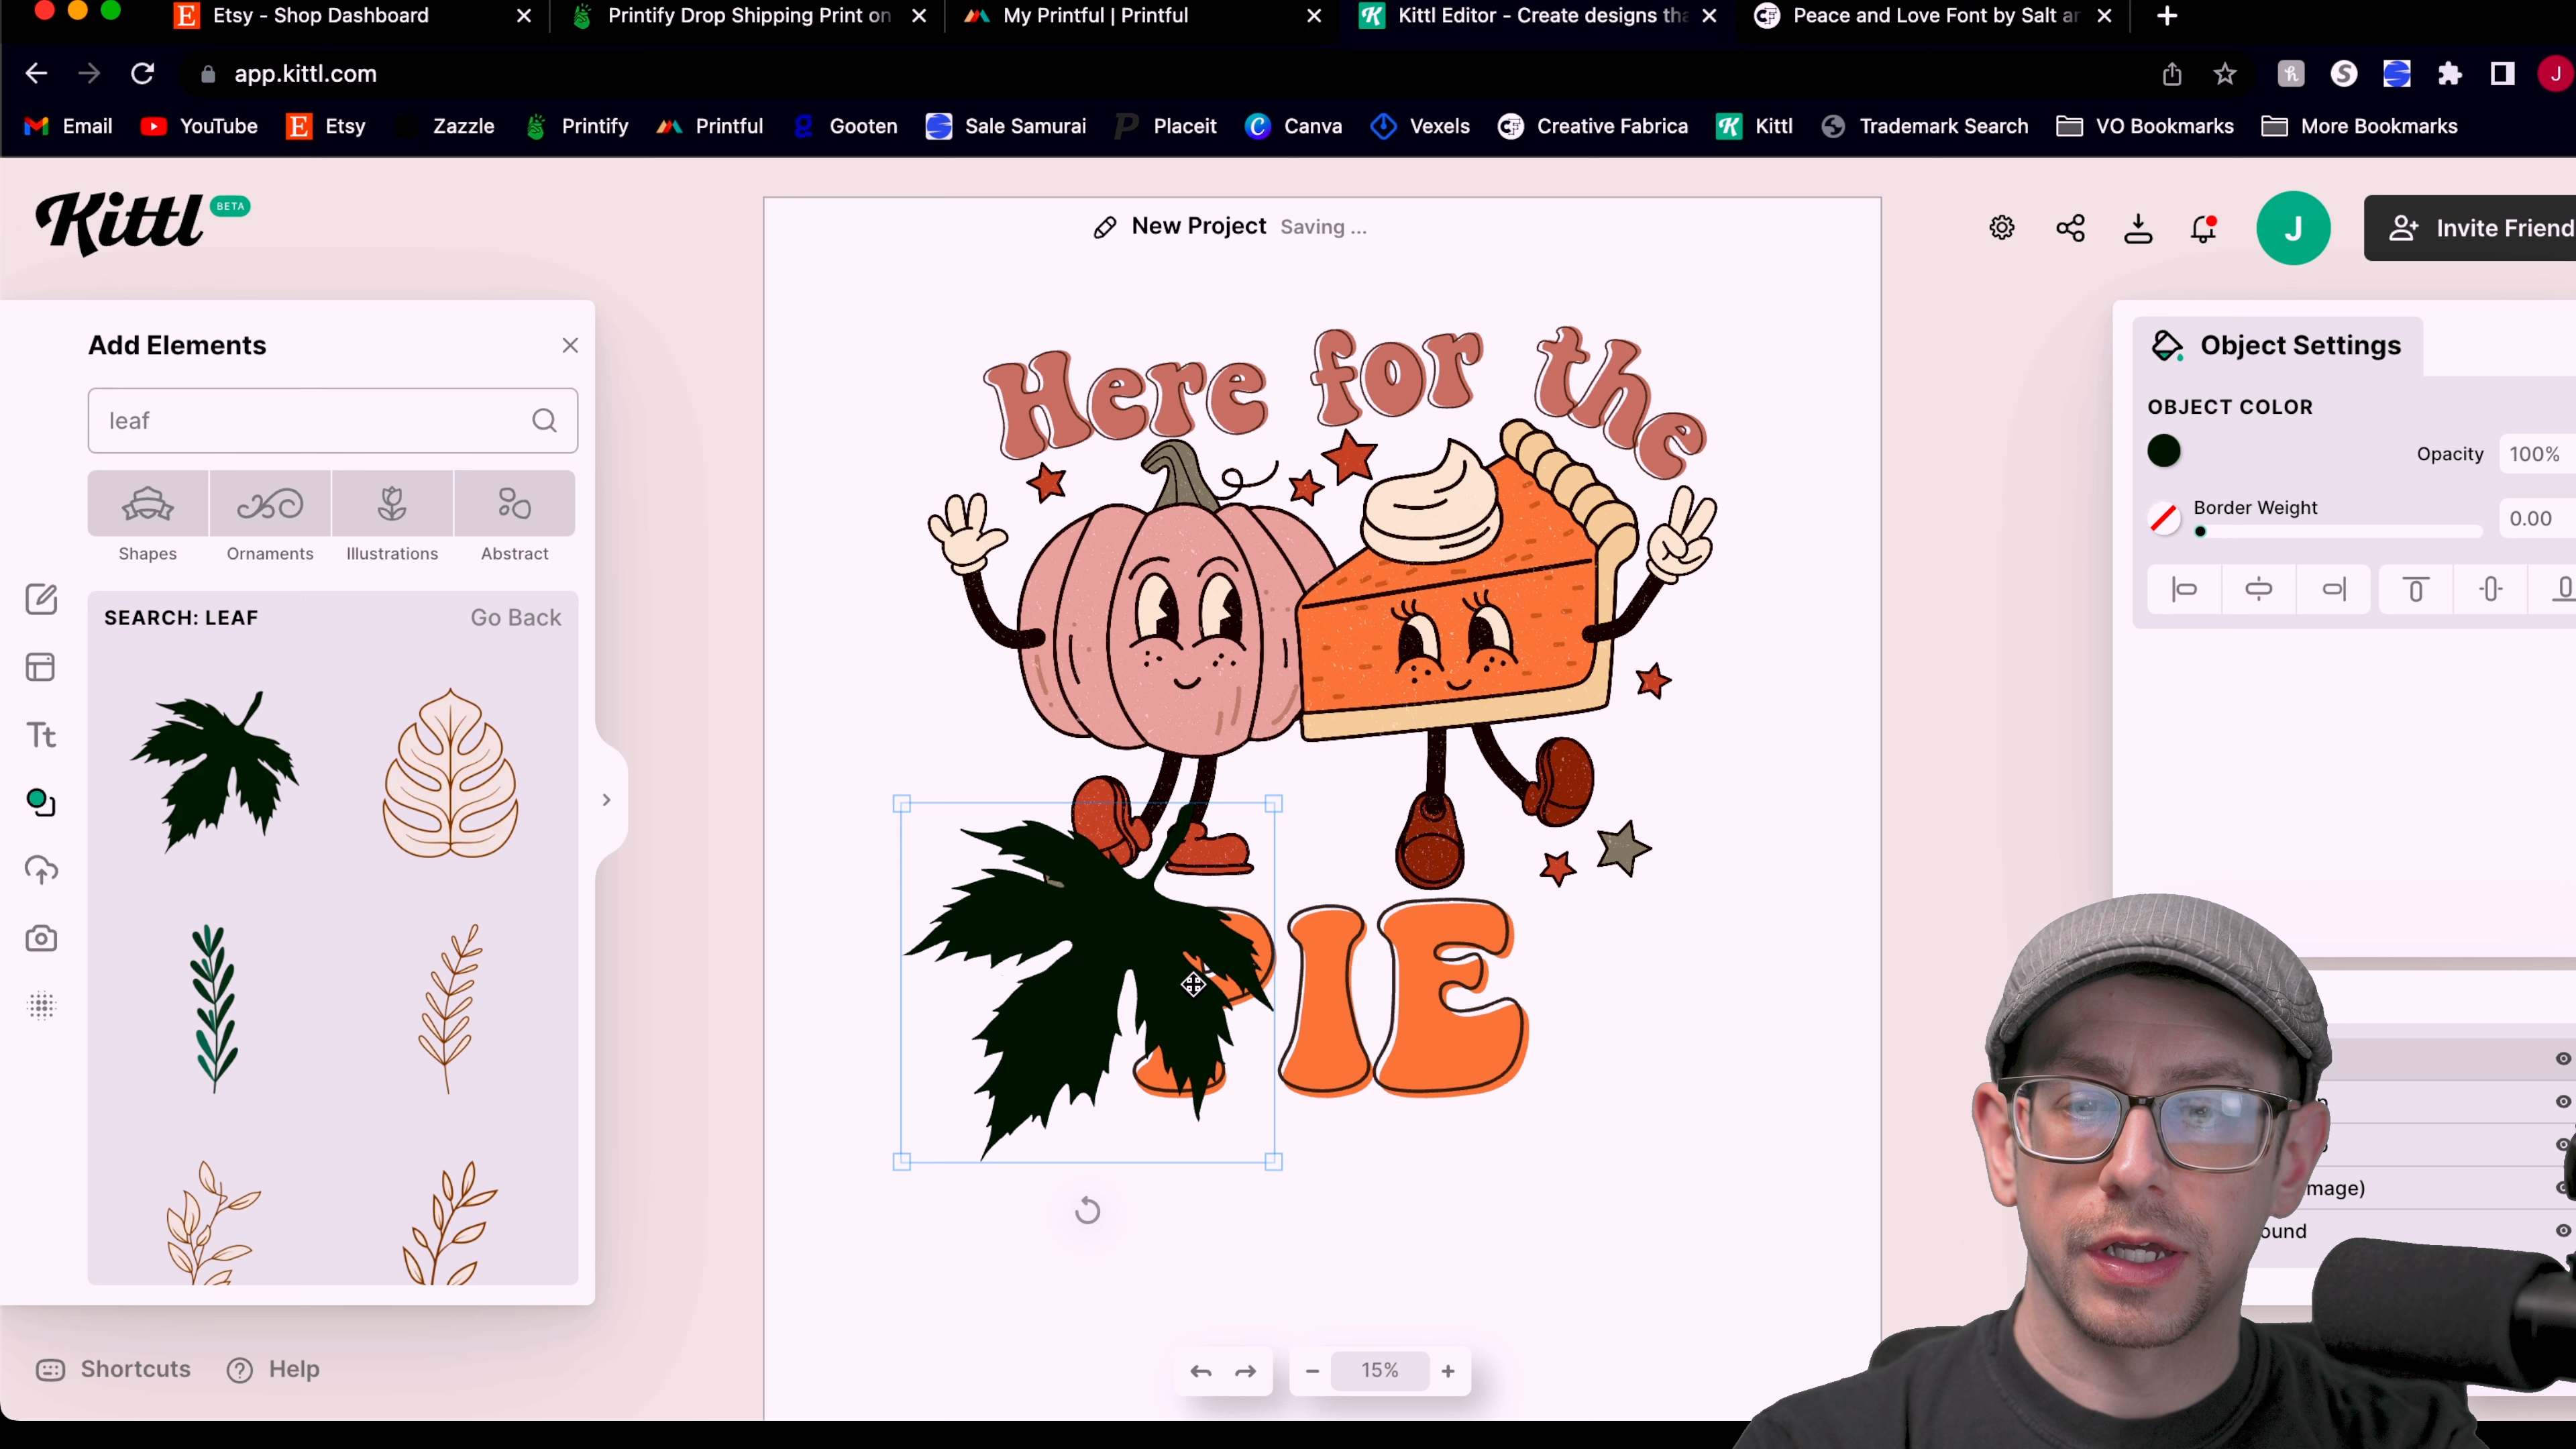 Etsy - Shop Dashboard
Printify Drop Shipping Print on
My Printful | Printful
Kittl Editor - Create designs tha
Peace and Love Font by Salt ar
app.kittl.com
Email
YouTube
Etsy
Zazzle
Printify
Printful
Gooten
Sale Samurai
Placeit
Canva
Vexels
Creative Fabrica
Kittl
Trademark Search
VO Bookmarks
More Bookmarks
Kittl BETA
New Project Saving ...
J
Invite Friend
Add Elements
leaf
Shapes
Ornaments
Illustrations
Abstract
SEARCH: LEAF
Go Back
Here for the
PIE
Object Settings
OBJECT COLOR
Opacity 100%
Border Weight 0.00
mage)
ound
Shortcuts
Help
15%